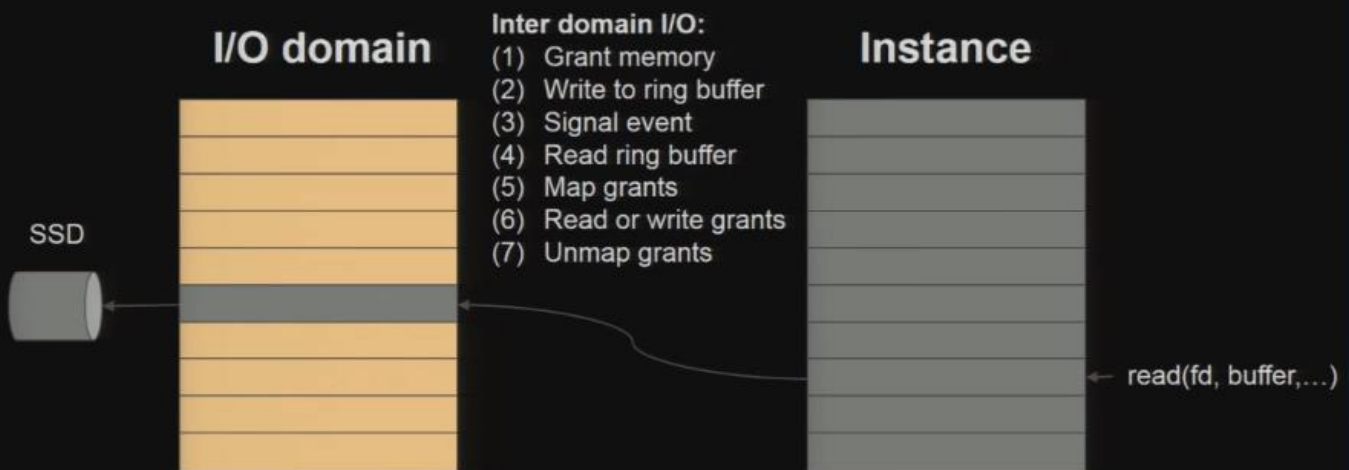 I/O domain
Inter domain I/O:
(1) Grant memory
(2) Write to ring buffer
(3) Signal event
(4) Read ring buffer
(5) Map grants
(6) Read or write grants
(7) Unmap grants
Instance
SSD
read(fd, buffer,…)